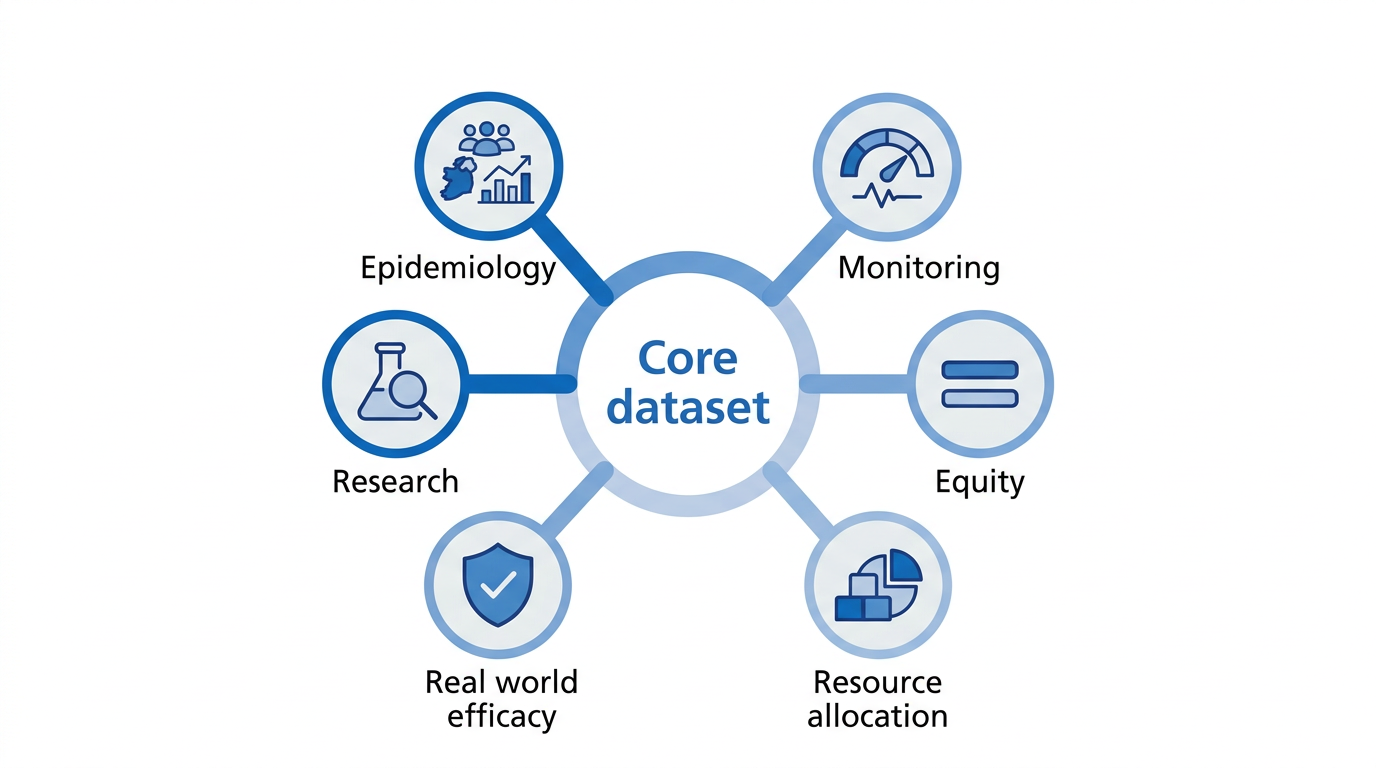 Epidemiology
Monitoring
Core
dataset
Research
Equity
Real world
efficacy
Resource
allocation